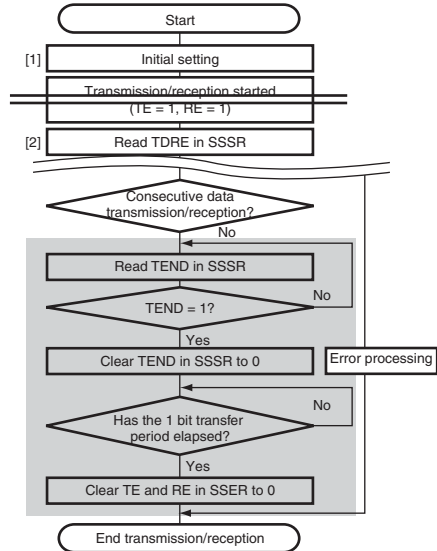 Start
[1]
Initial setting
Transmission/reception started
(TE = 1, RE = 1)
[2]
Read TDRE in SSSR
Consecutive data
transmission/reception?
No
Read TEND in SSSR
No
TEND = 1?
Yes
Clear TEND in SSSR to 0
Error processing
No
Has the 1 bit transfer
period elapsed?
Yes
Clear TE and RE in SSER to 0
End transmission/reception